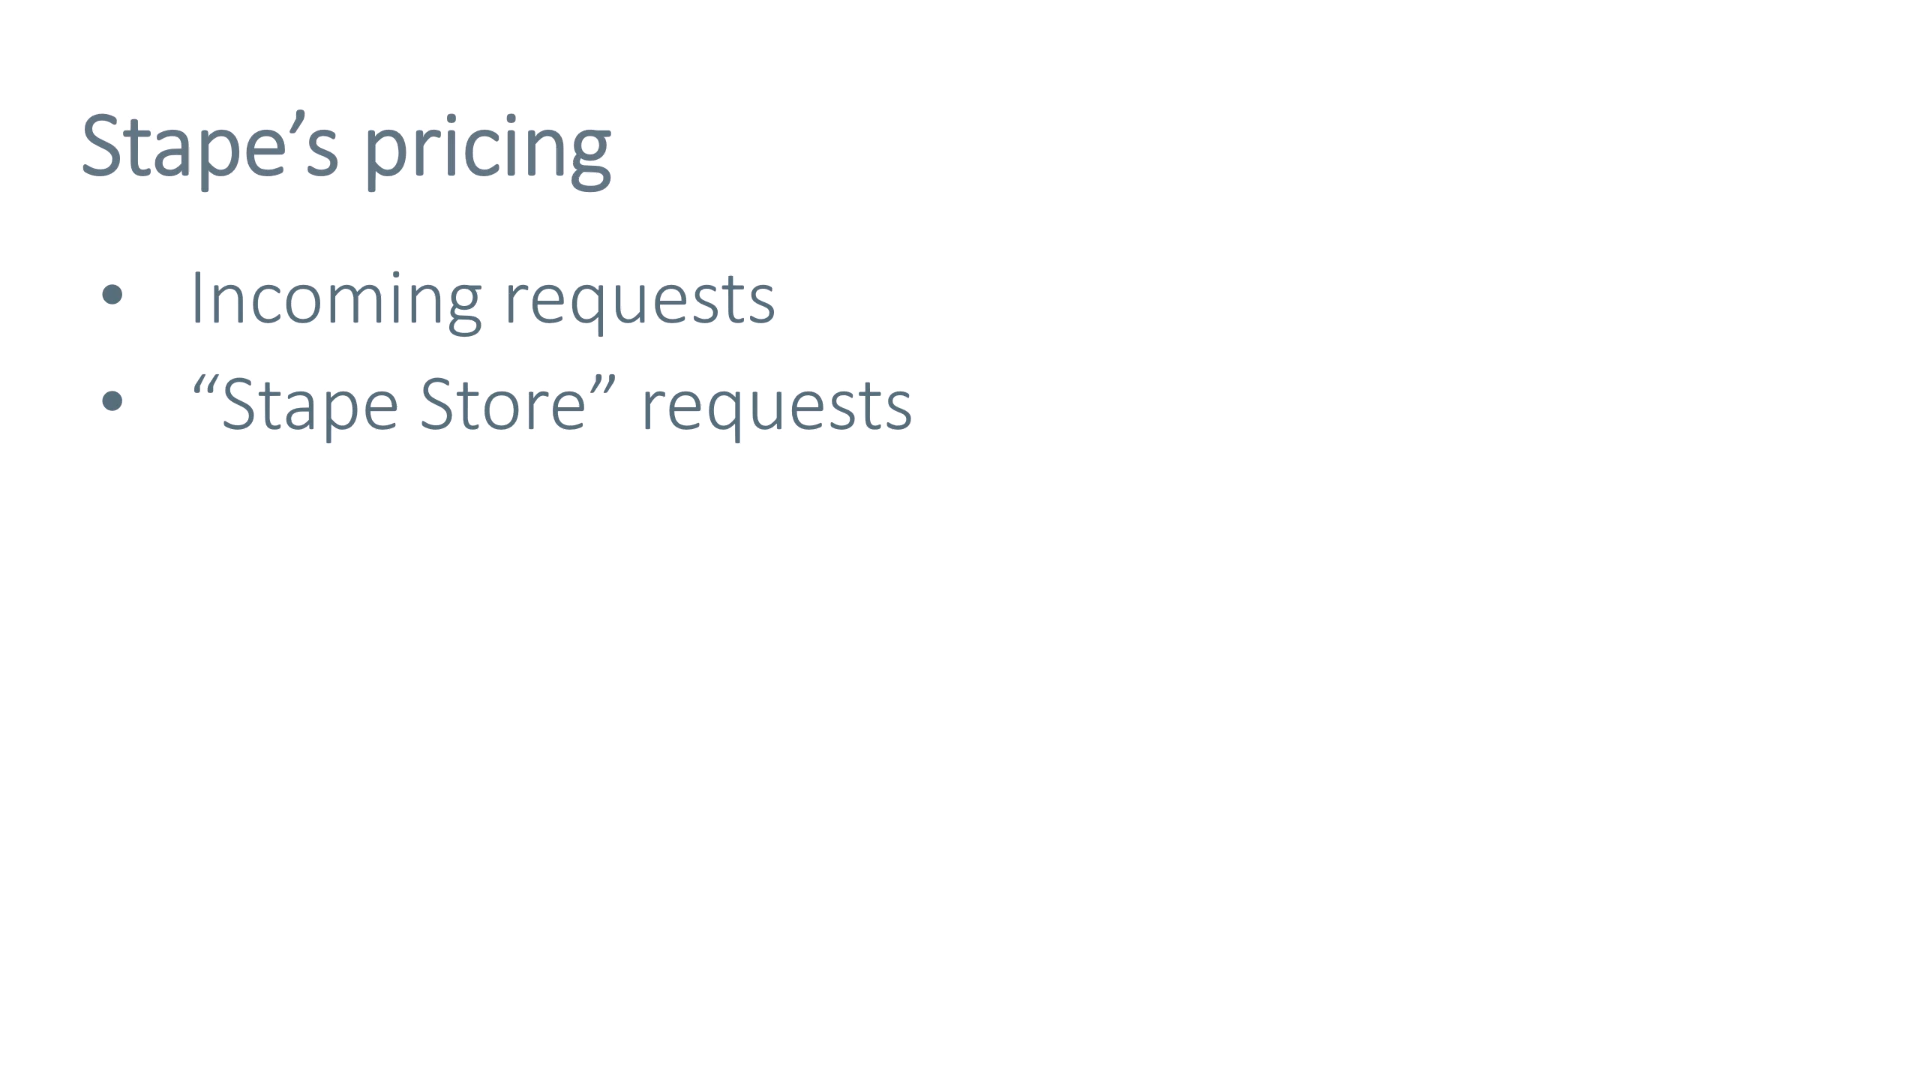 Stape’s pricing
• Incoming requests
• “Stape Store” requests